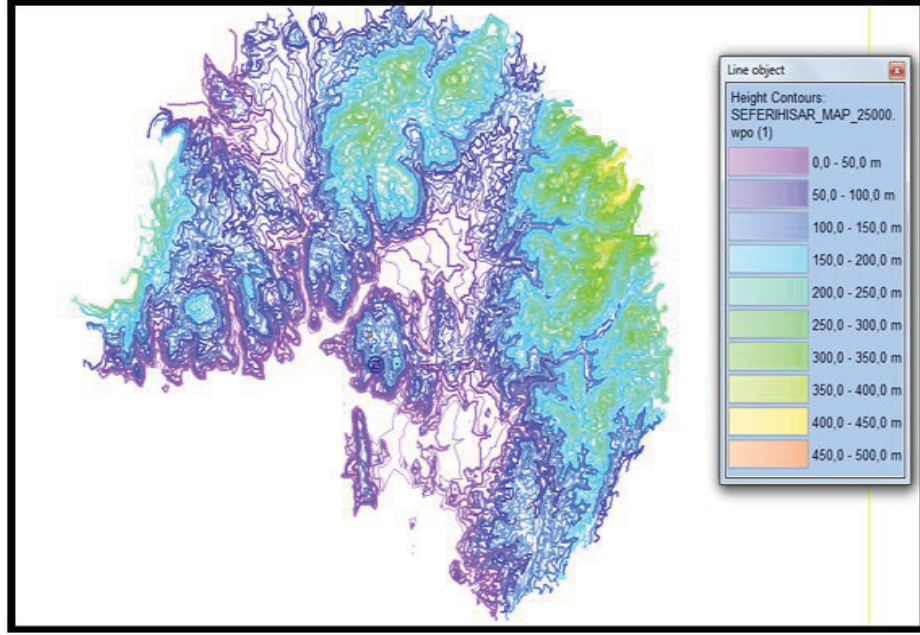 Line object
Height Contours:
SEFERIHISAR_MAP_25000.
wpo (1)
0,0 - 50,0 m
50,0 - 100,0 m
100,0 - 150,0 m
150,0 - 200,0 m
200,0 - 250,0 m
250,0 - 300,0 m
300,0 - 350,0 m
350,0 - 400,0 m
400,0 - 450,0 m
450,0 - 500,0 m